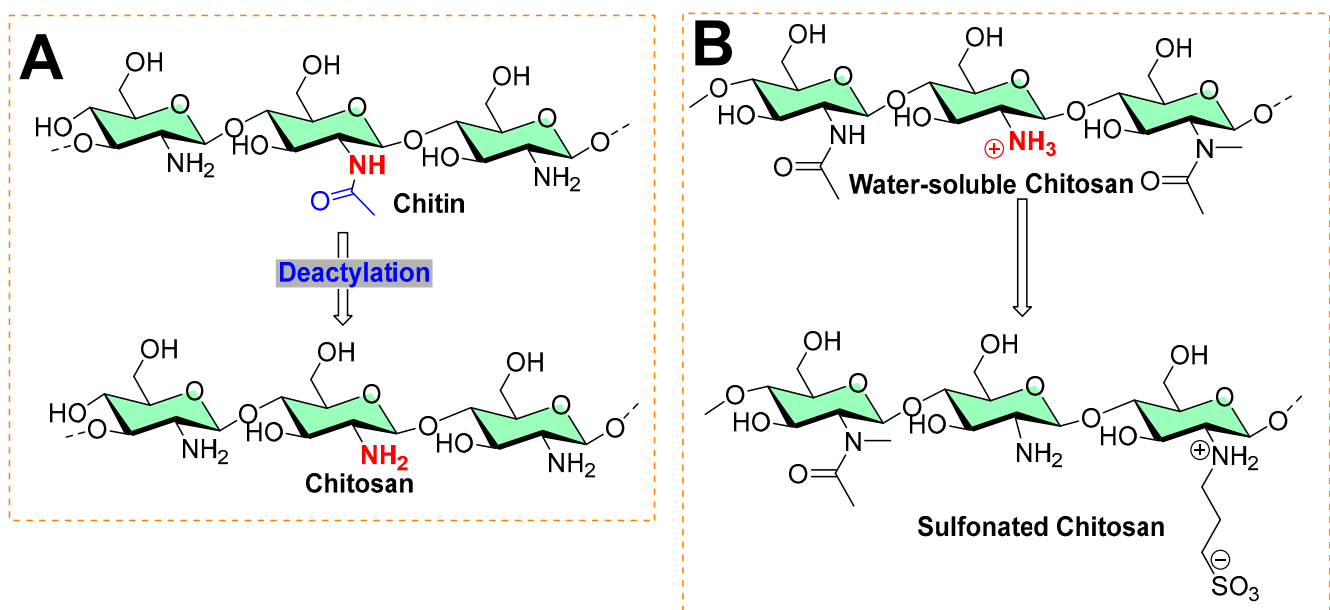 A
OH
OH
OH
O
O
O
HO
O
O
O
O
HO
HO
NH2
NH
NH2
O
Chitin
Deactylation
OH
OH
OH
O
O
O
HO
O
O
O
O
HO
HO
NH2
NH2
NH2
Chitosan
B
OH
OH
OH
O
O
O
O
O
O
O
HO
HO
HO
NH
⊕ NH3
N
O
O
Water-soluble Chitosan
OH
OH
OH
O
O
O
O
O
O
O
HO
HO
HO
N
NH2
⊕
NH2
O
Sulfonated Chitosan
⊖
SO3